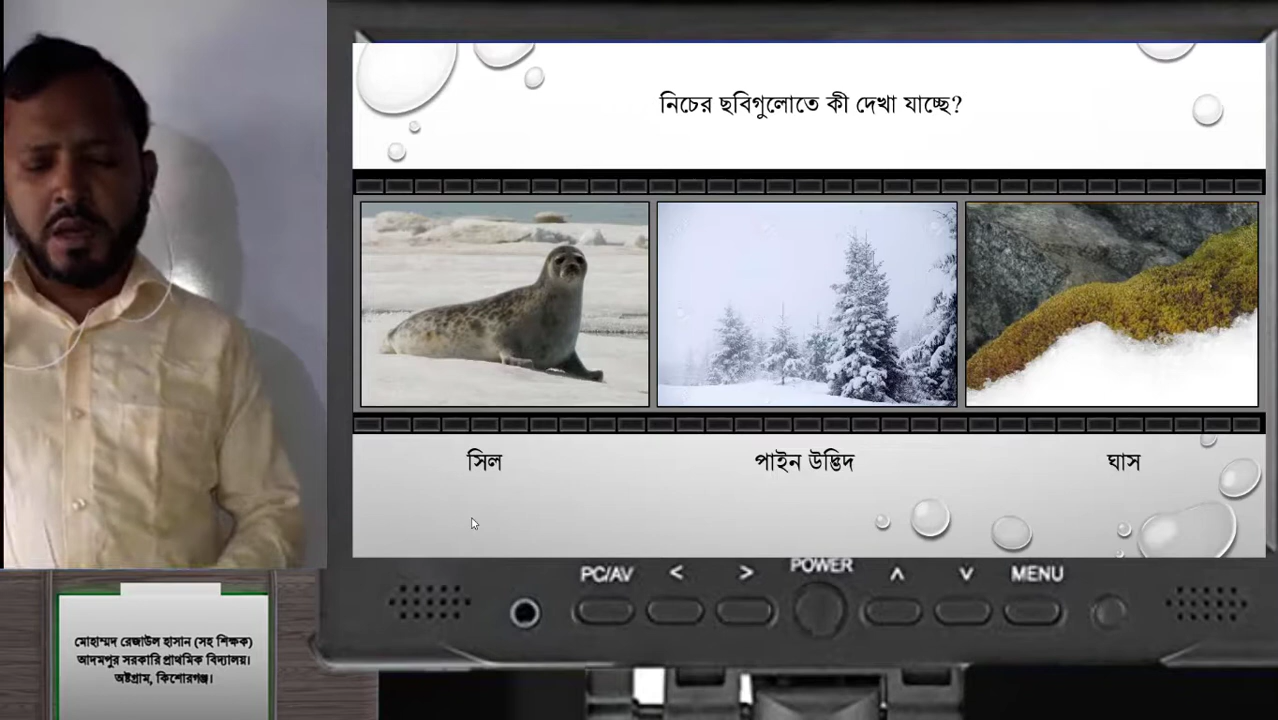 নিচের ছবিগুলোতে কী দেখা যাচ্ছে?
সিল
পাইন উদ্ভিদ
ঘাস
PC/AV < > POWER ʌ v MENU
মোহাম্মদ রেজাউল হাসান (সহ শিক্ষক)
আদমপুর সরকারি প্রাথমিক বিদ্যালয়।
অষ্টগ্রাম, কিশোরগঞ্জ।